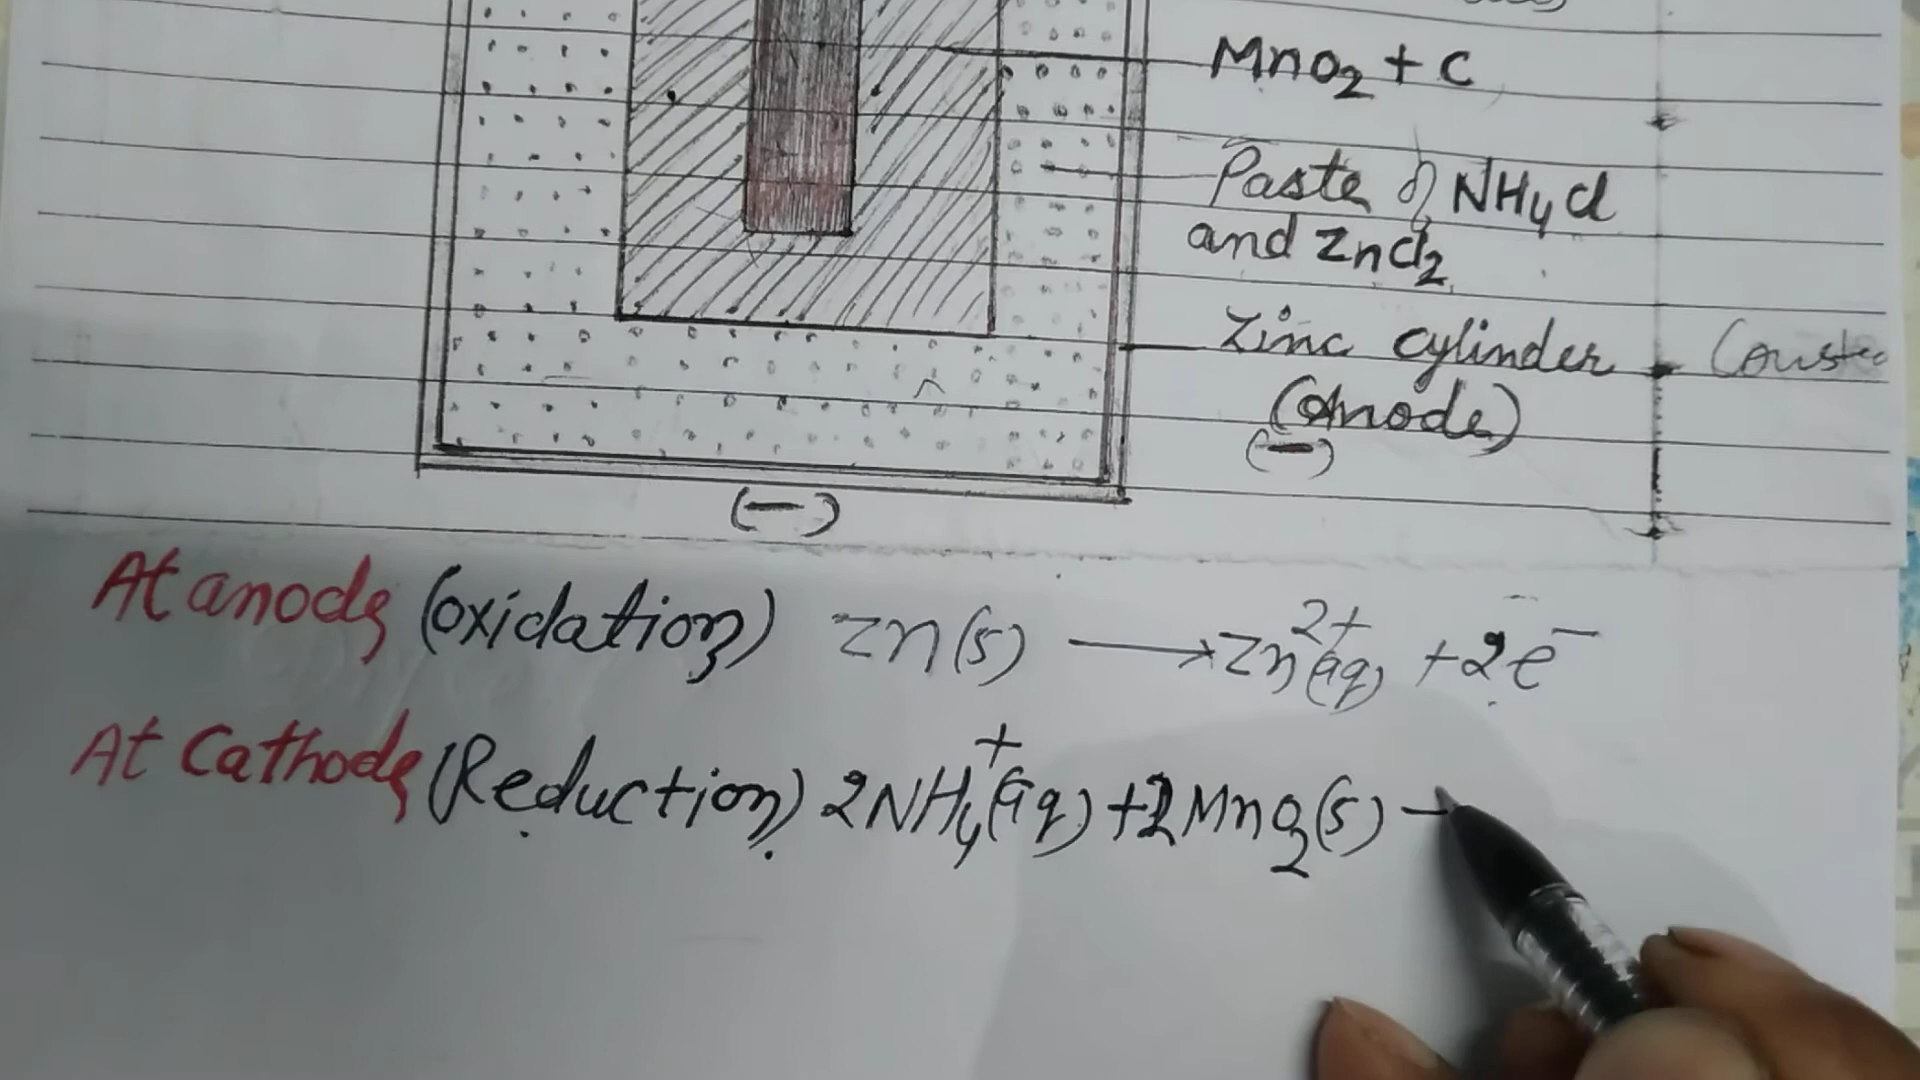 MnO2 + C
Paste of NH4Cl
and ZnCl2
Zinc cylinder
(Anode)
(-)
(-)
At anode (oxidation) Zn(s) ⟶ Zn²⁺(aq) + 2e⁻
At Cathode (Reduction) 2NH4⁺(aq) + 2MnO2(s) -